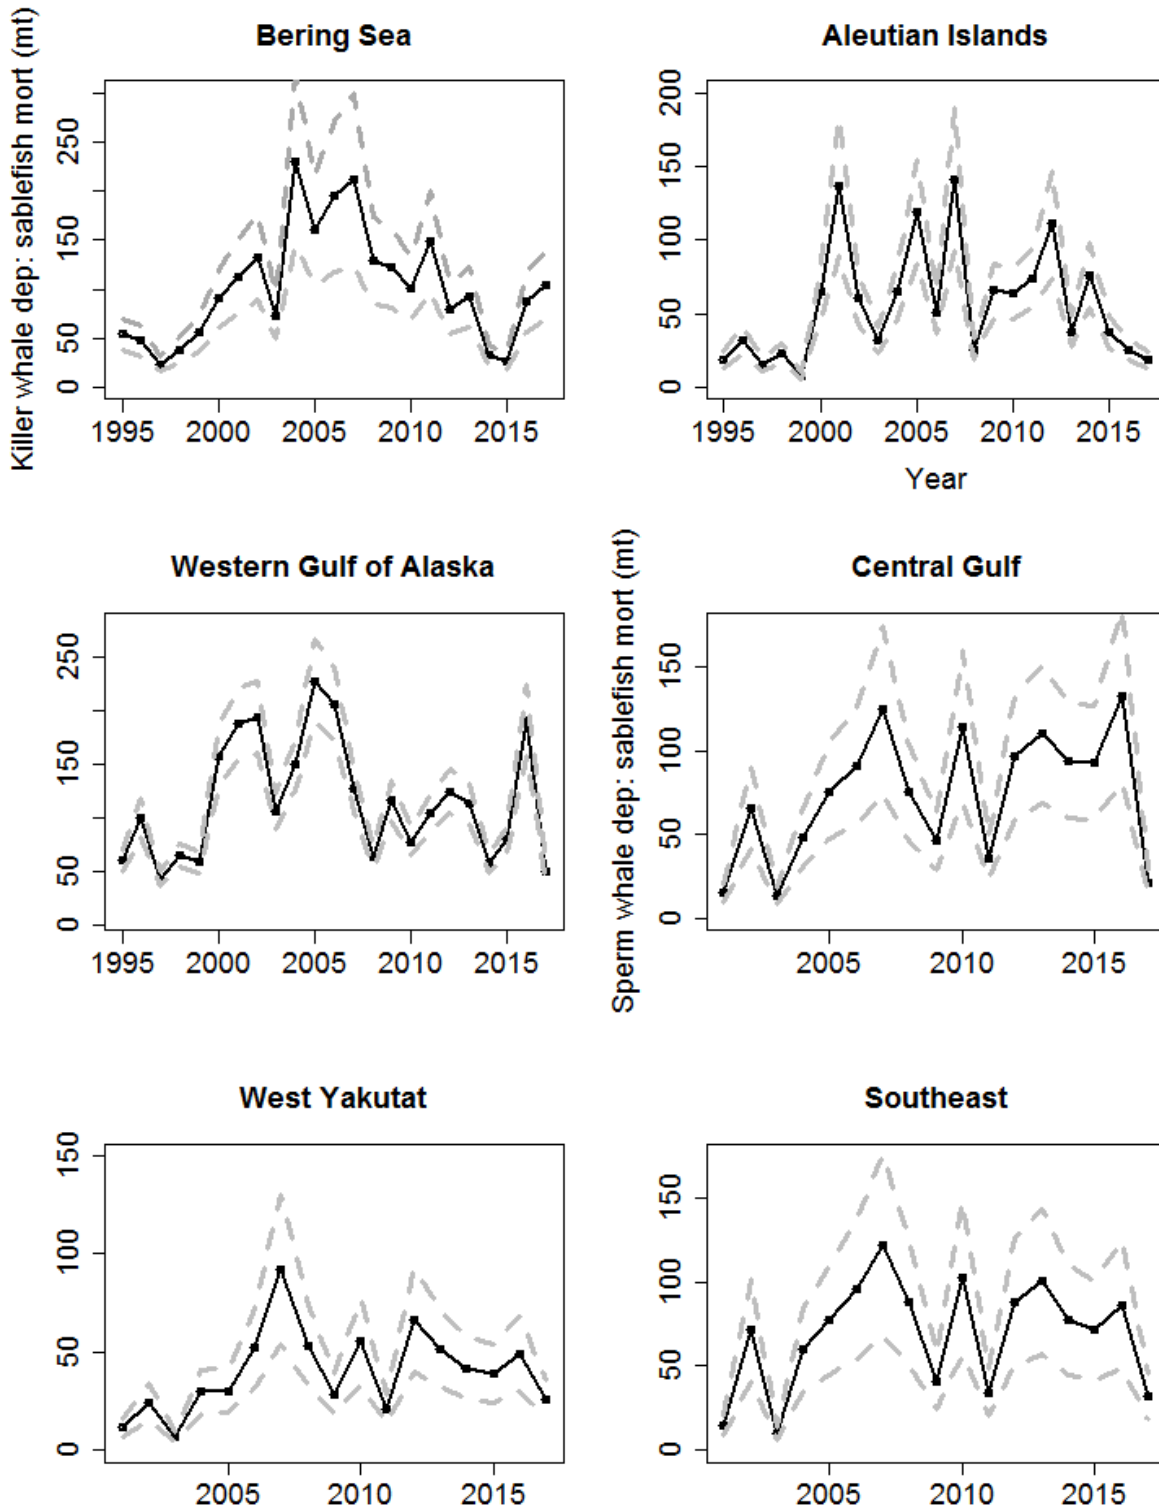 Killer whale dep: sablefish mort (mt)
Bering Sea
250
150
50
0
1995 2000 2005 2010 2015
Aleutian Islands
200
150
100
50
0
1995 2000 2005 2010 2015
Year
Western Gulf of Alaska
250
150
50
0
1995 2000 2005 2010 2015
Sperm whale dep: sablefish mort (mt)
Central Gulf
150
100
50
0
2005 2010 2015
West Yakutat
150
100
50
0
2005 2010 2015
Southeast
150
100
50
0
2005 2010 2015